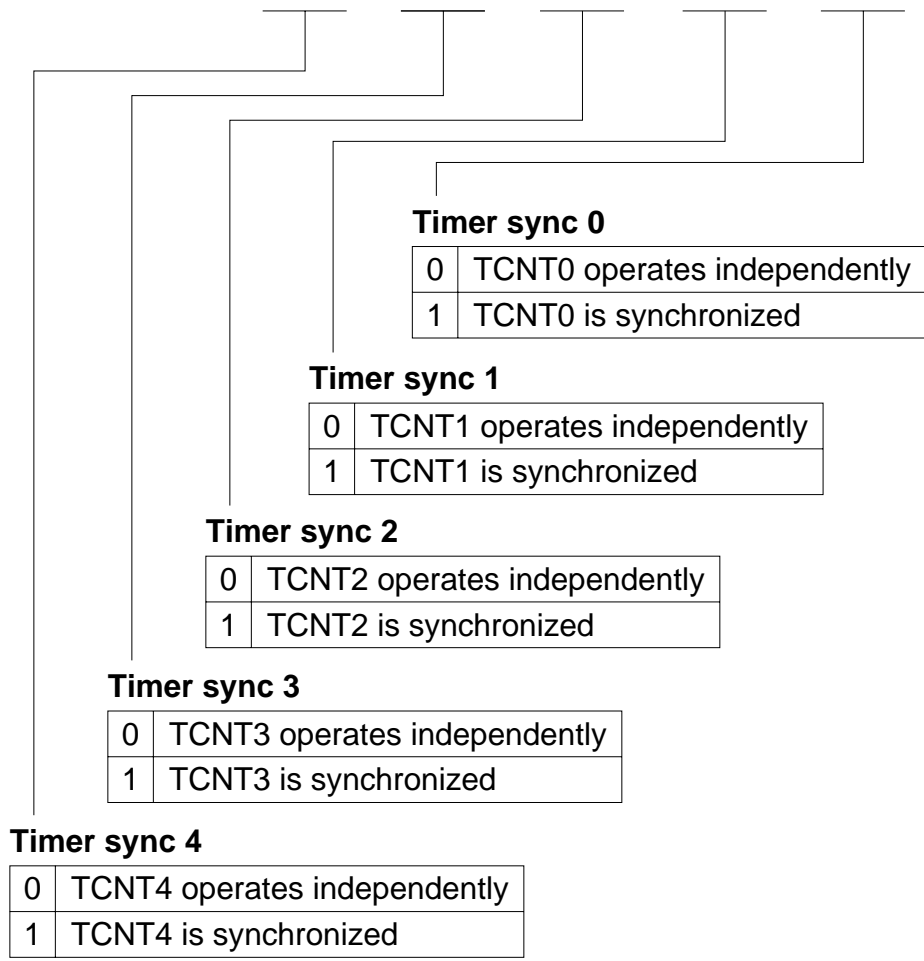 Timer sync 0
0 TCNT0 operates independently
1 TCNT0 is synchronized
Timer sync 1
0 TCNT1 operates independently
1 TCNT1 is synchronized
Timer sync 2
0 TCNT2 operates independently
1 TCNT2 is synchronized
Timer sync 3
0 TCNT3 operates independently
1 TCNT3 is synchronized
Timer sync 4
0 TCNT4 operates independently
1 TCNT4 is synchronized